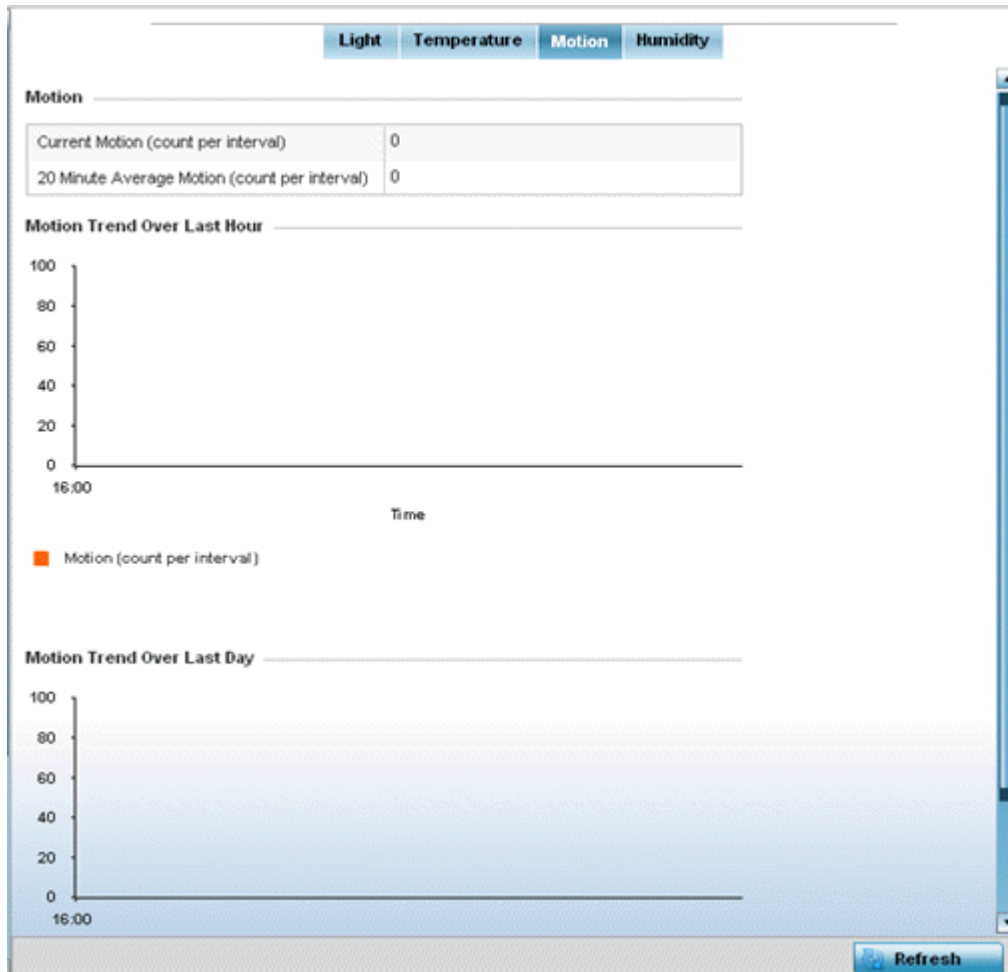 Light Temperature Motion Humidity
Motion
Current Motion (count per interval) 0
20 Minute Average Motion (count per interval) 0
Motion Trend Over Last Hour
100
80
60
40
20
0
16:00
Time
Motion (count per interval)
Motion Trend Over Last Day
100
80
60
40
20
0
16:00
Refresh